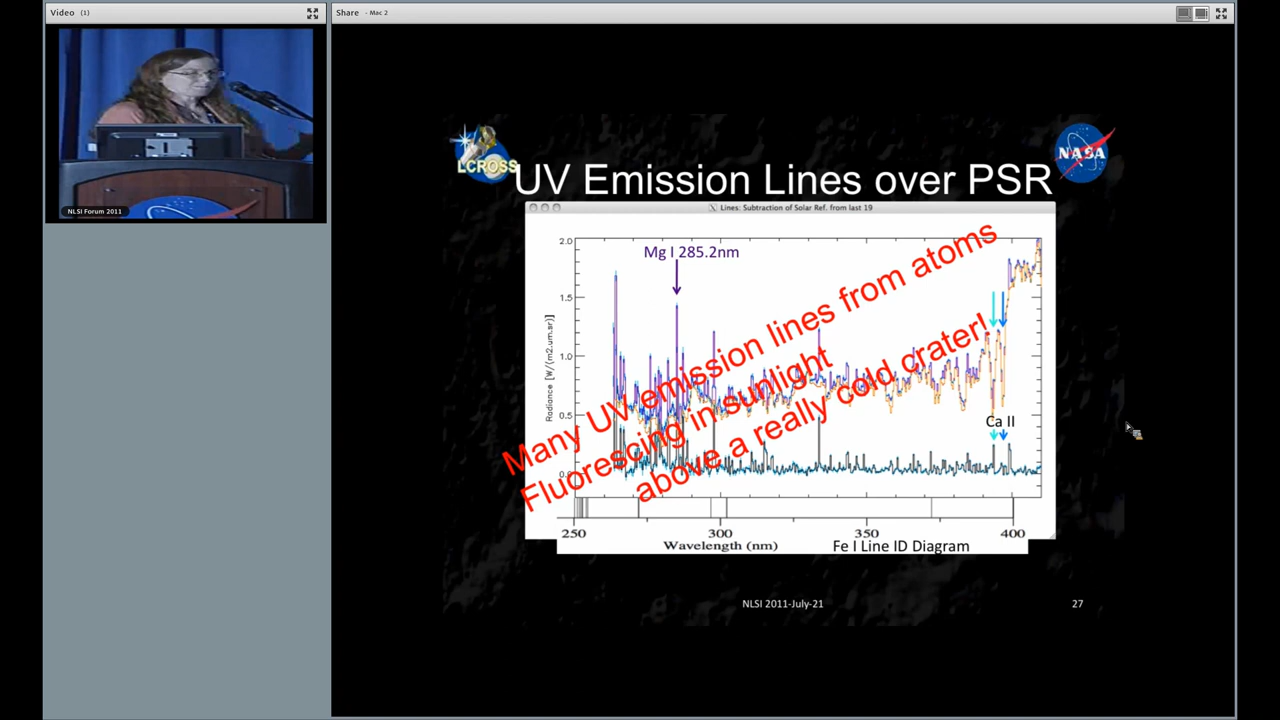 Video (1)
Share - Mac 2
NLSI Forum 2011
LCROSS
NASA
UV Emission Lines over PSR
Lines: Subtraction of Solar Ref. from last 19
Mg I 285.2nm
Many UV emission lines from atoms
Fluorescing in sunlight
above a really cold crater!
Radiance [W/(m2.um.sr)]
2.0
1.5
1.0
0.5
0.0
Ca II
250
300
350
400
Wavelength (nm)
Fe I Line ID Diagram
NLSI 2011-July-21
27